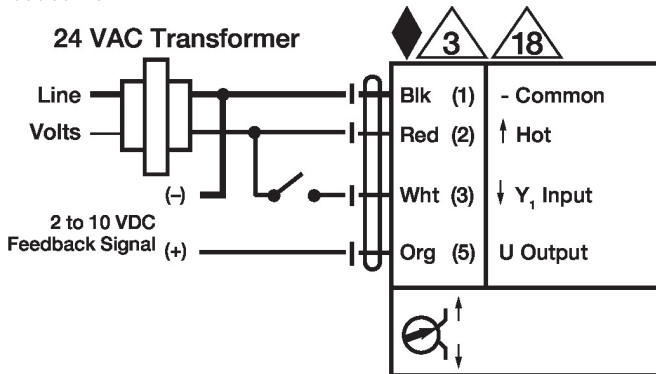 24 VAC Transformer
3
18
Line
Volts
Blk (1) - Common
Red (2) ↑ Hot
(–)
Wht (3) ↓ Y₁ Input
2 to 10 VDC
Feedback Signal (+)
Org (5) U Output